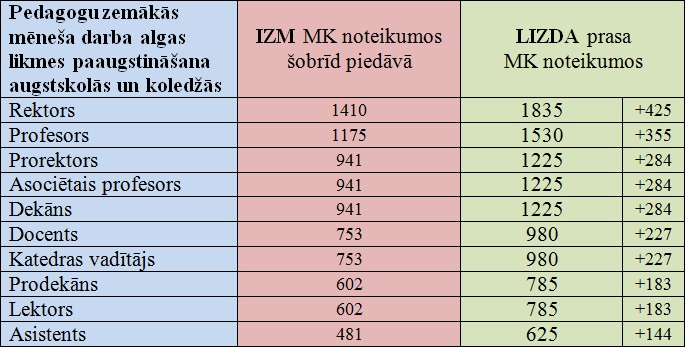 Pedagogu zemākās
mēneša darba algas
likmes paaugstināšana
augstskolās un koledžās
IZM MK noteikumos
šobrīd piedāvā
LIZDA prasa
MK noteikumos
Rektors 1410 1835 +425
Profesors 1175 1530 +355
Prorektors 941 1225 +284
Asociētais profesors 941 1225 +284
Dekāns 941 1225 +284
Docents 753 980 +227
Katedras vadītājs 753 980 +227
Prodekāns 602 785 +183
Lektors 602 785 +183
Asistents 481 625 +144